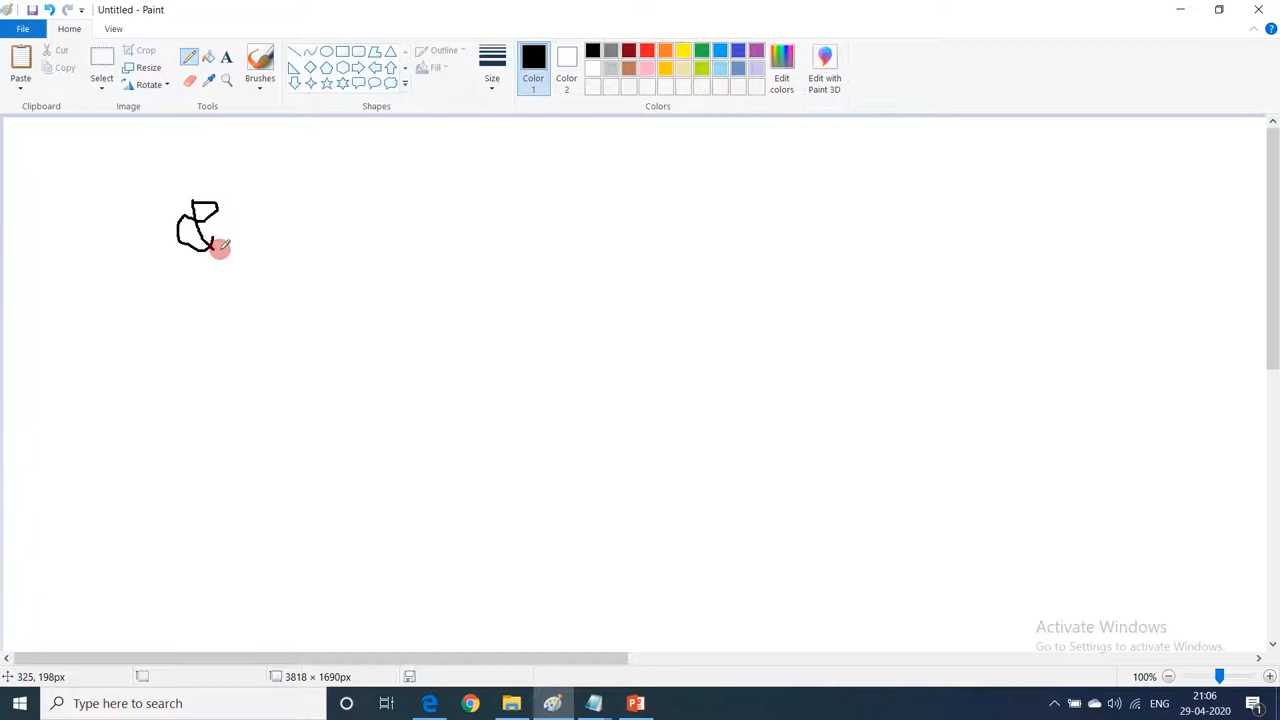 Untitled - Paint
File Home View
Paste
Cut
Copy
Clipboard
Select
Crop
Resize
Rotate
Image
Tools
Brushes
Shapes
Outline
Fill
Size
Color 1
Color 2
Edit colors
Edit with Paint 3D
Colors
&
Activate Windows
Go to Settings to activate Windows.
325, 198px
3818 × 1690px
100%
Type here to search
ENG
21:06
29-04-2020